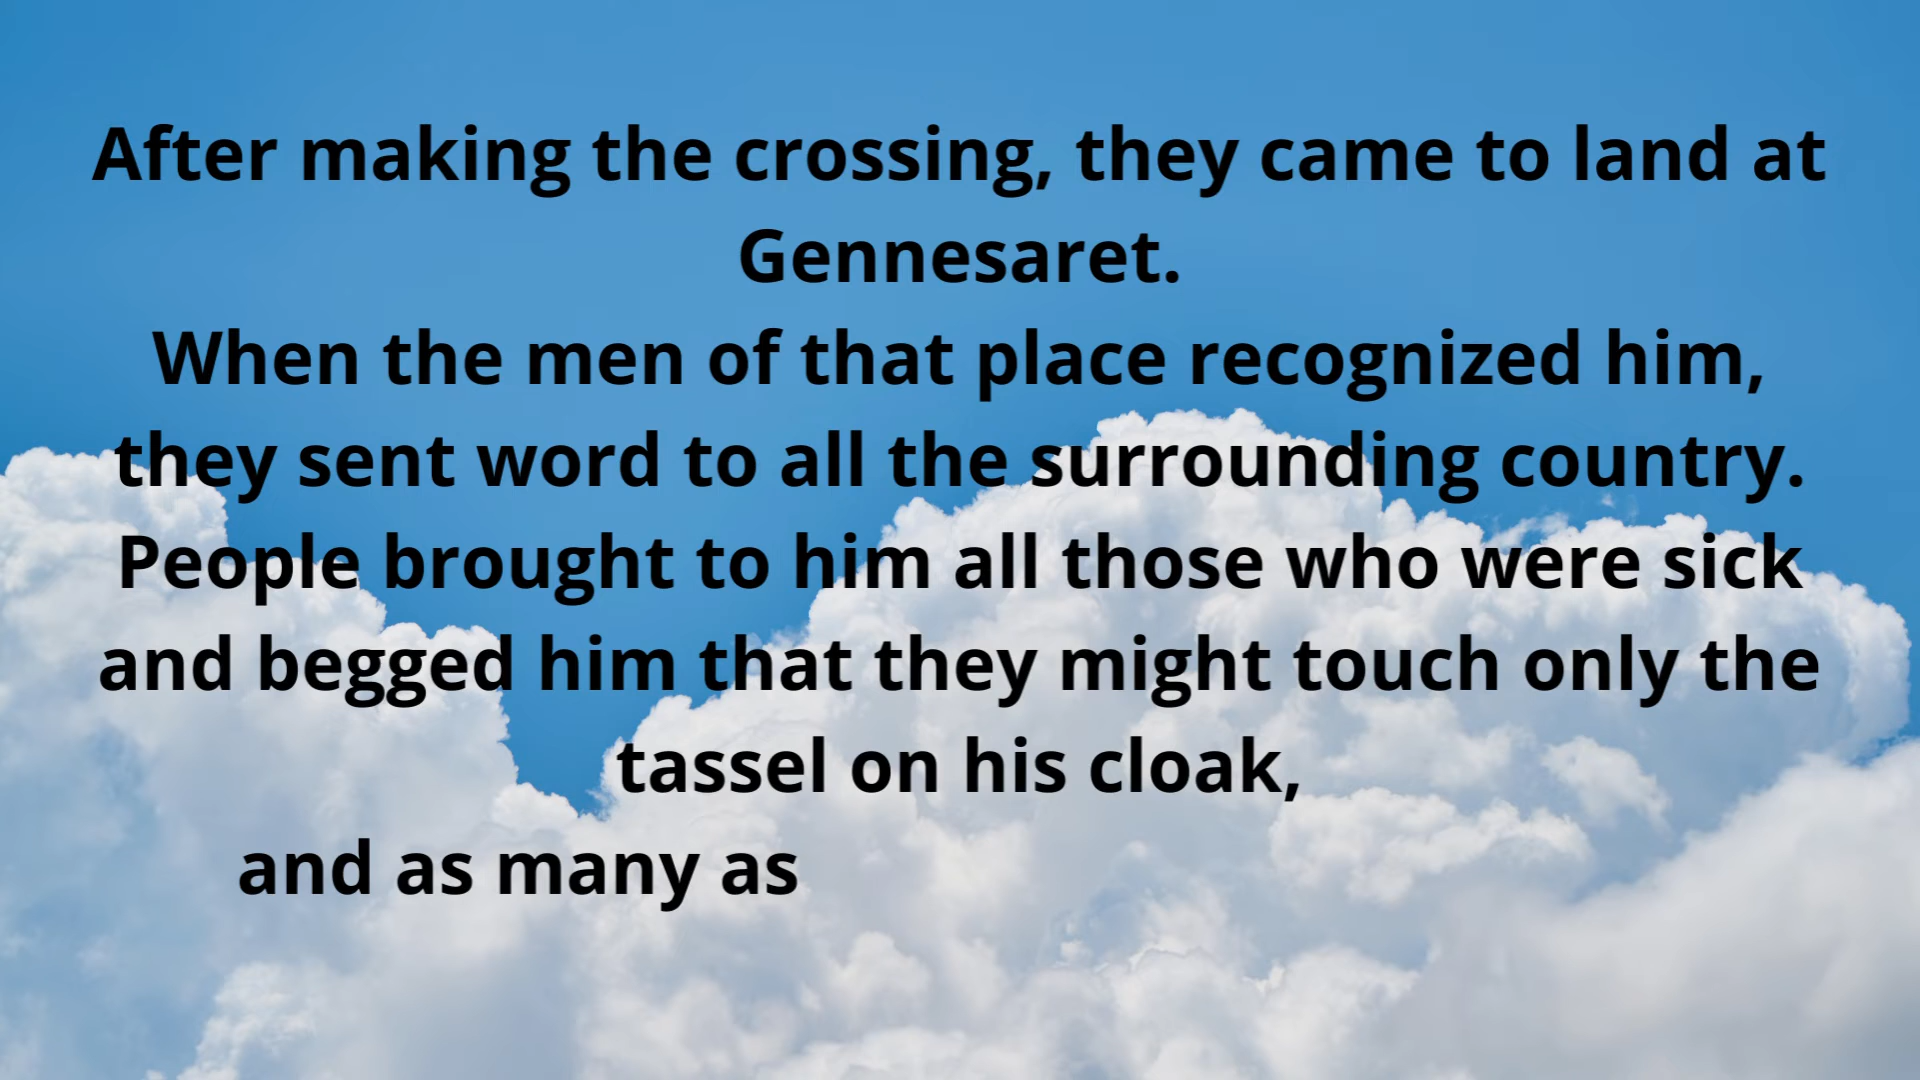 After making the crossing, they came to land at
Gennesaret.
When the men of that place recognized him,
they sent word to all the surrounding country.
People brought to him all those who were sick
and begged him that they might touch only the
tassel on his cloak,
and as many as